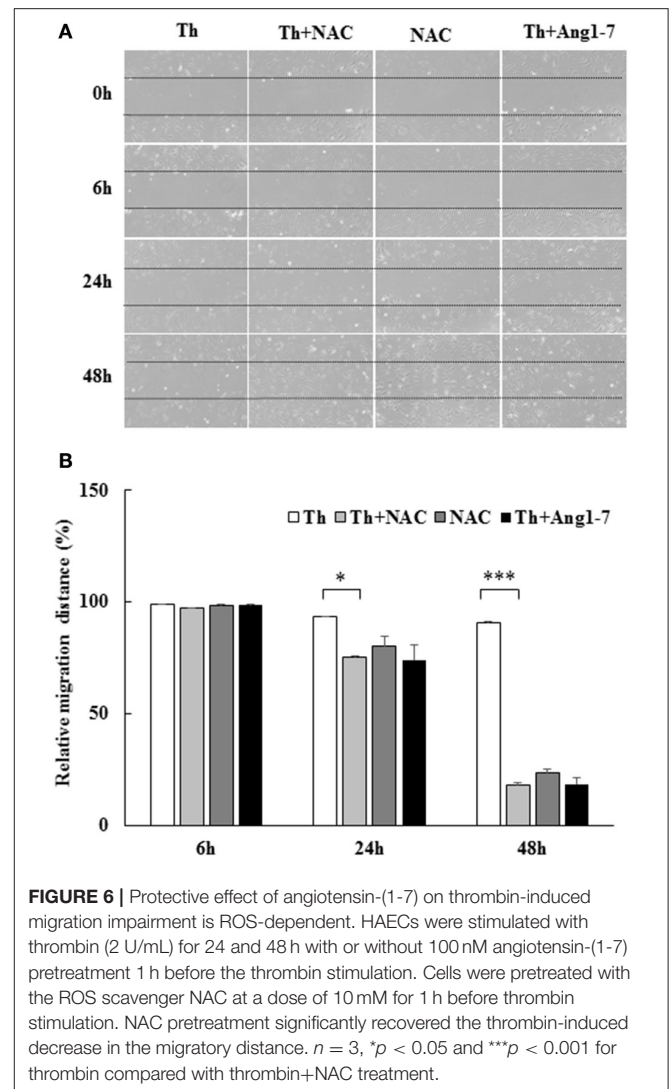 A
Th Th+NAC NAC Th+Ang1-7
0h
6h
24h
48h
B
150
100
50
0
Relative migration distance (%)
Th Th+NAC NAC Th+Ang1-7
*
***
6h 24h 48h
FIGURE 6 | Protective effect of angiotensin-(1-7) on thrombin-induced
migration impairment is ROS-dependent. HAECs were stimulated with
thrombin (2 U/mL) for 24 and 48 h with or without 100 nM angiotensin-(1-7)
pretreatment 1 h before the thrombin stimulation. Cells were pretreated with
the ROS scavenger NAC at a dose of 10 mM for 1 h before thrombin
stimulation. NAC pretreatment significantly recovered the thrombin-induced
decrease in the migratory distance. n = 3, *p < 0.05 and ***p < 0.001 for
thrombin compared with thrombin+NAC treatment.